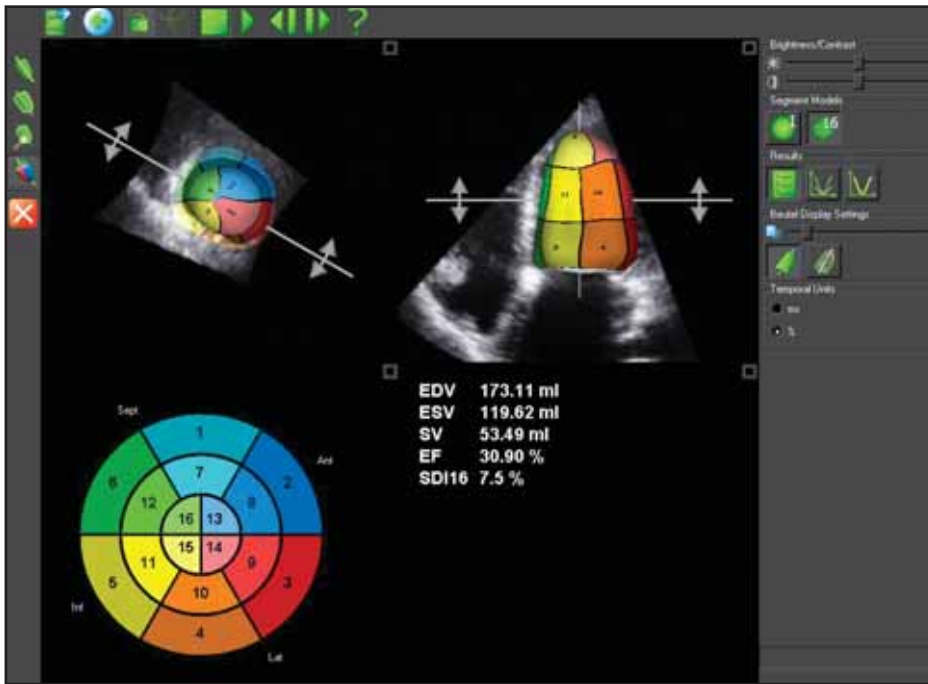 Brightness/Contrast
Segment Models
1
16
Results
Beutel Display Settings
Temporal Units
ms
%
EDV 173.11 ml
ESV 119.62 ml
SV 53.49 ml
EF 30.90 %
SDI16 7.5 %
Sept
Ant
1
2
6
7
8
12
16 13
15 14
11
9
5
3
10
4
Inf
Lat